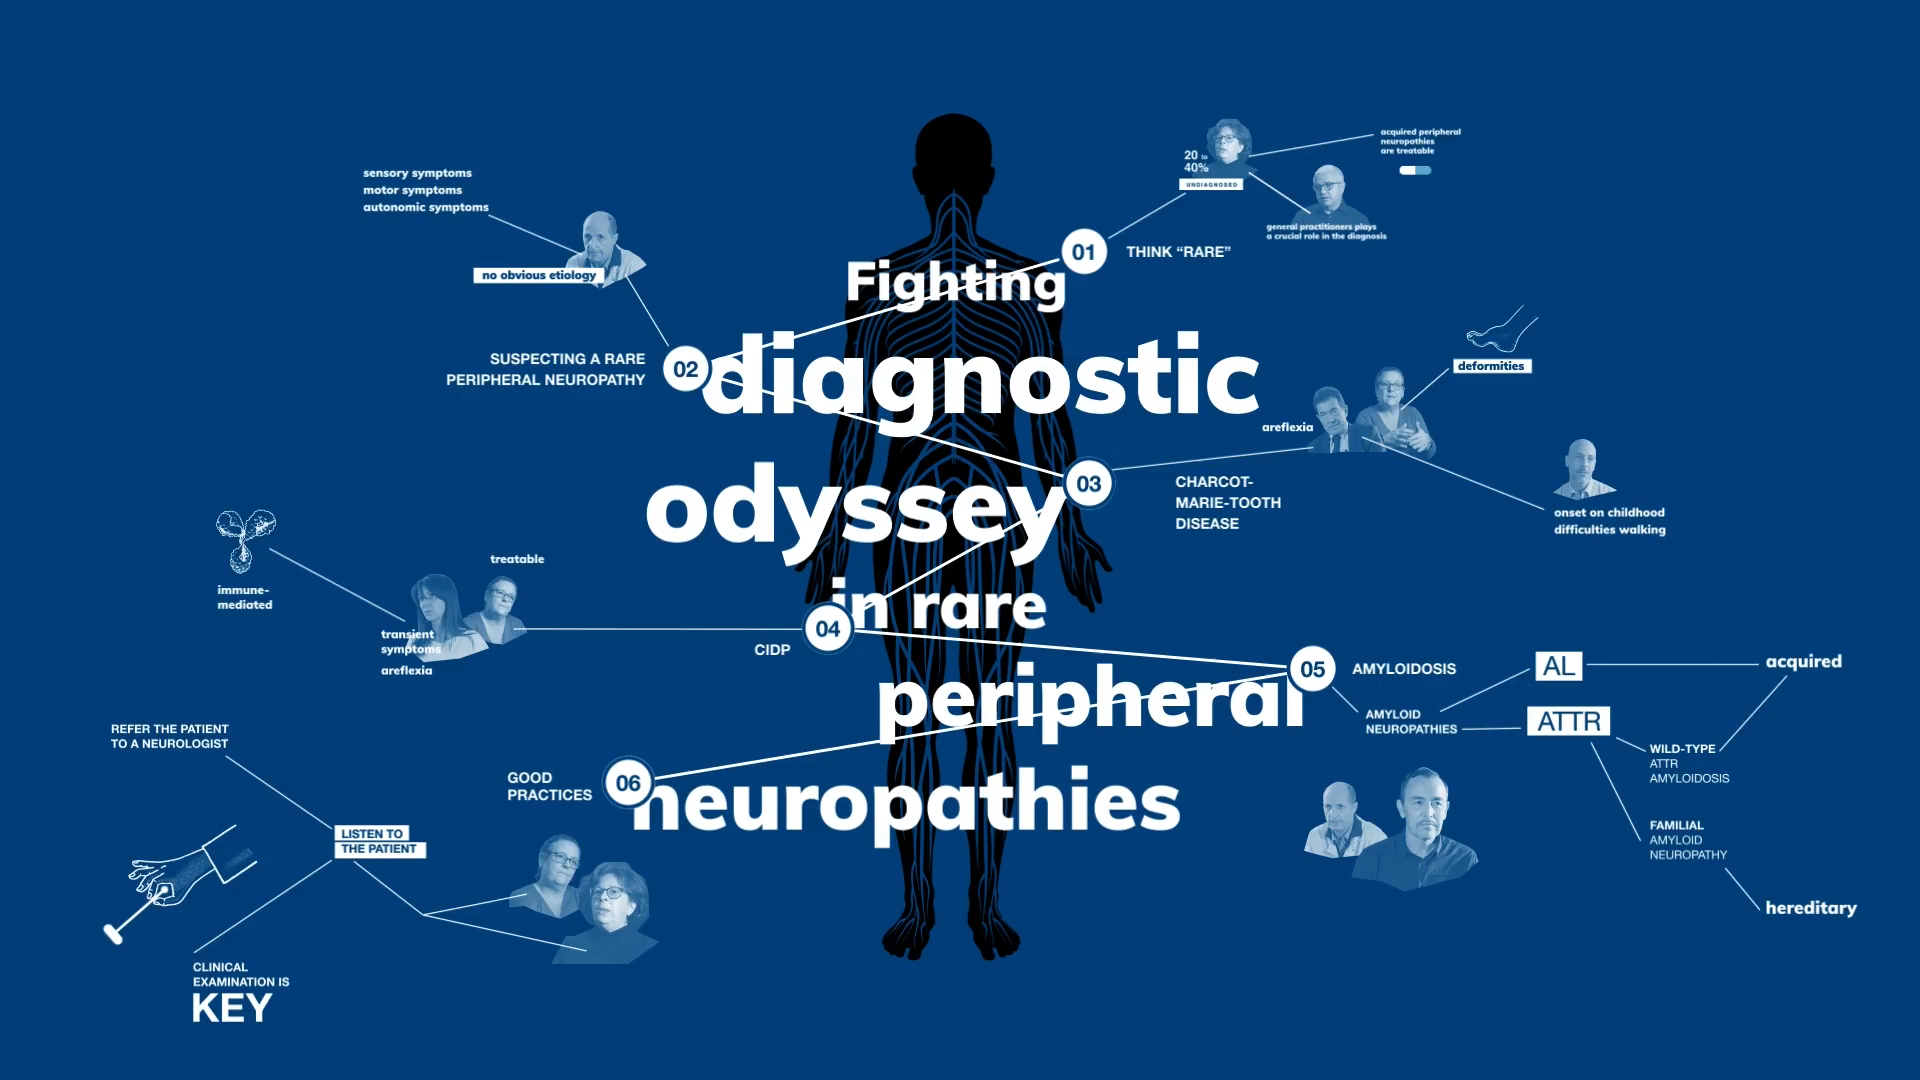 Fighting
diagnostic
odyssey
in rare
peripheral
neuropathies
01
THINK “RARE”
20 to
40%
UNDIAGNOSED
acquired peripheral
neuropathies
are treatable
general practitioners plays
a crucial role in the diagnosis
02
SUSPECTING A RARE
PERIPHERAL NEUROPATHY
sensory symptoms
motor symptoms
autonomic symptoms
no obvious etiology
03
CHARCOT-
MARIE-TOOTH
DISEASE
areflexia
deformities
onset on childhood
difficulties walking
04
CIDP
treatable
immune-
mediated
transient
symptoms
areflexia
05
AMYLOIDOSIS
AMYLOID
NEUROPATHIES
AL
acquired
ATTR
WILD-TYPE
ATTR
AMYLOIDOSIS
FAMILIAL
AMYLOID
NEUROPATHY
hereditary
06
GOOD
PRACTICES
REFER THE PATIENT
TO A NEUROLOGIST
LISTEN TO
THE PATIENT
CLINICAL
EXAMINATION IS
KEY